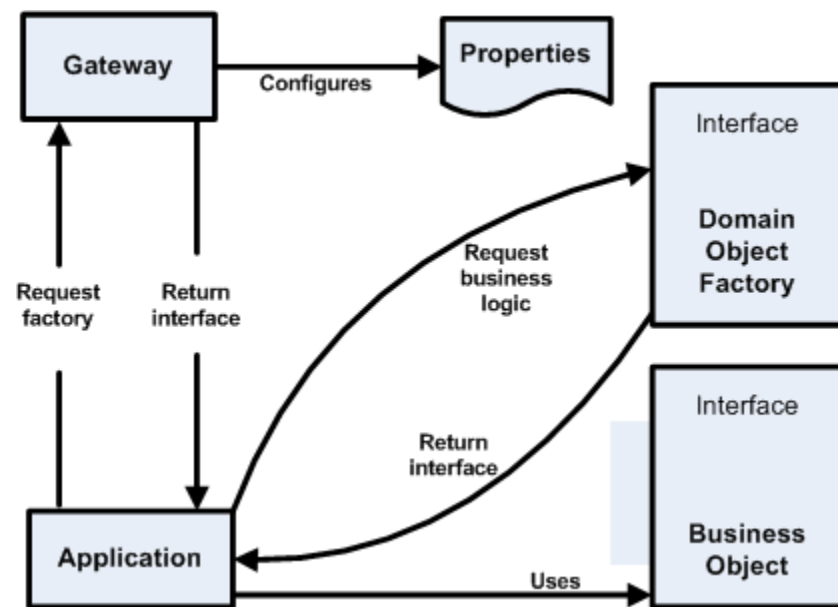 Gateway
Configures
Properties
Interface
Domain
Object
Factory
Request
business
logic
Request
factory
Return
interface
Return
interface
Interface
Business
Object
Application
Uses